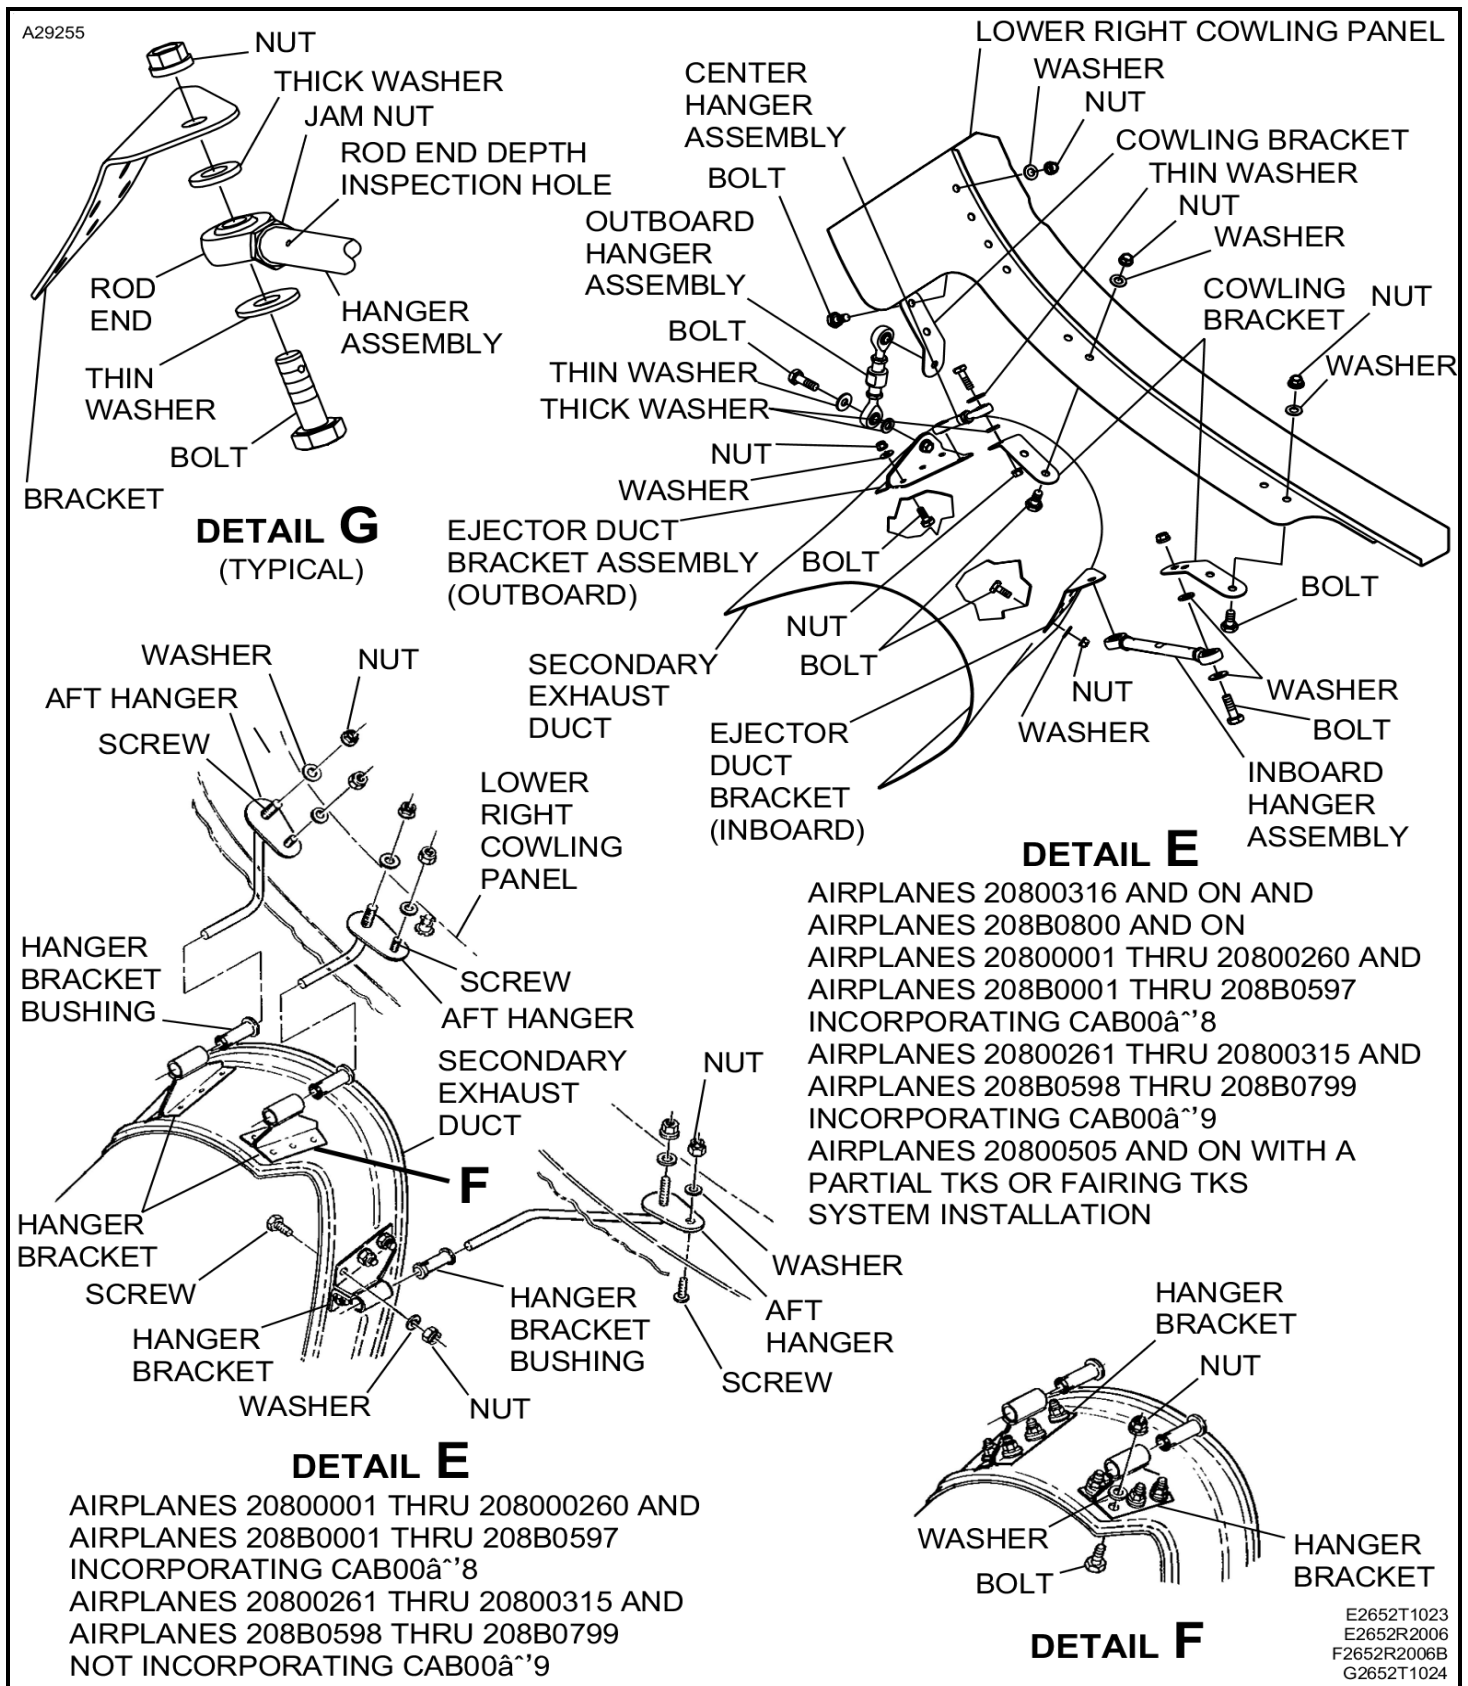 A29255
NUT
THICK WASHER
JAM NUT
ROD END DEPTH
INSPECTION HOLE
ROD
END
HANGER
ASSEMBLY
THIN
WASHER
BOLT
BRACKET
DETAIL G
(TYPICAL)
LOWER RIGHT COWLING PANEL
CENTER
HANGER
ASSEMBLY
WASHER
NUT
COWLING BRACKET
THIN WASHER
BOLT
NUT
WASHER
OUTBOARD
HANGER
ASSEMBLY
COWLING
BRACKET
NUT
BOLT
WASHER
THIN WASHER
THICK WASHER
NUT
WASHER
EJECTOR DUCT
BRACKET ASSEMBLY
(OUTBOARD)
BOLT
BOLT
NUT
BOLT
SECONDARY
EXHAUST
DUCT
NUT
WASHER
WASHER
BOLT
EJECTOR
DUCT
BRACKET
(INBOARD)
INBOARD
HANGER
ASSEMBLY
DETAIL E
AIRPLANES 20800316 AND ON AND
AIRPLANES 208B0800 AND ON
AIRPLANES 20800001 THRU 20800260 AND
AIRPLANES 208B0001 THRU 208B0597
INCORPORATING CAB00âˆ’8
AIRPLANES 20800261 THRU 20800315 AND
AIRPLANES 208B0598 THRU 208B0799
INCORPORATING CAB00âˆ’9
AIRPLANES 20800505 AND ON WITH A
PARTIAL TKS OR FAIRING TKS
SYSTEM INSTALLATION
WASHER
NUT
AFT HANGER
SCREW
LOWER
RIGHT
COWLING
PANEL
HANGER
BRACKET
BUSHING
SCREW
AFT HANGER
SECONDARY
EXHAUST
DUCT
NUT
F
HANGER
BRACKET
SCREW
HANGER
BRACKET
WASHER
NUT
HANGER
BRACKET
BUSHING
WASHER
AFT
HANGER
SCREW
DETAIL E
AIRPLANES 20800001 THRU 208000260 AND
AIRPLANES 208B0001 THRU 208B0597
INCORPORATING CAB00âˆ’8
AIRPLANES 20800261 THRU 20800315 AND
AIRPLANES 208B0598 THRU 208B0799
NOT INCORPORATING CAB00âˆ’9
HANGER
BRACKET
NUT
WASHER
BOLT
HANGER
BRACKET
DETAIL F
E2652T1023
E2652R2006
F2652R2006B
G2652T1024